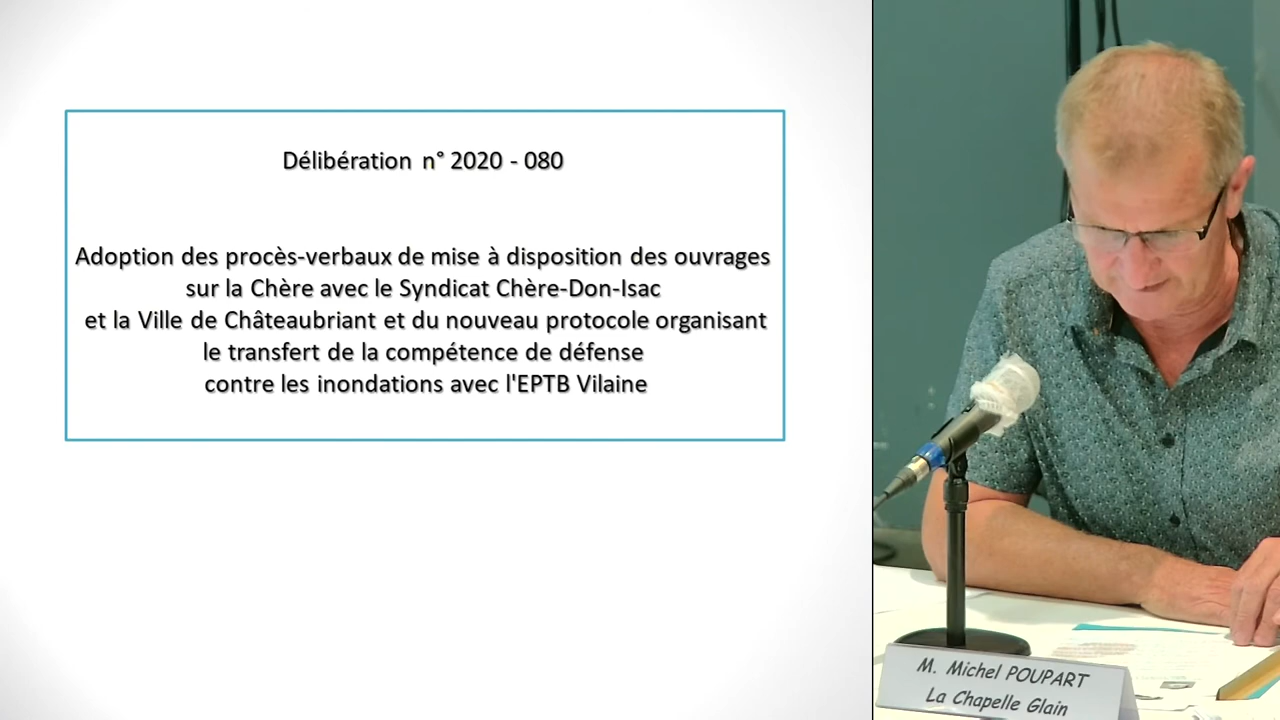 Délibération n° 2020 - 080
Adoption des procès-verbaux de mise à disposition des ouvrages
sur la Chère avec le Syndicat Chère-Don-Isac
et la Ville de Châteaubriant et du nouveau protocole organisant
le transfert de la compétence de défense
contre les inondations avec l'EPTB Vilaine
M. Michel POUPART
La Chapelle Glain